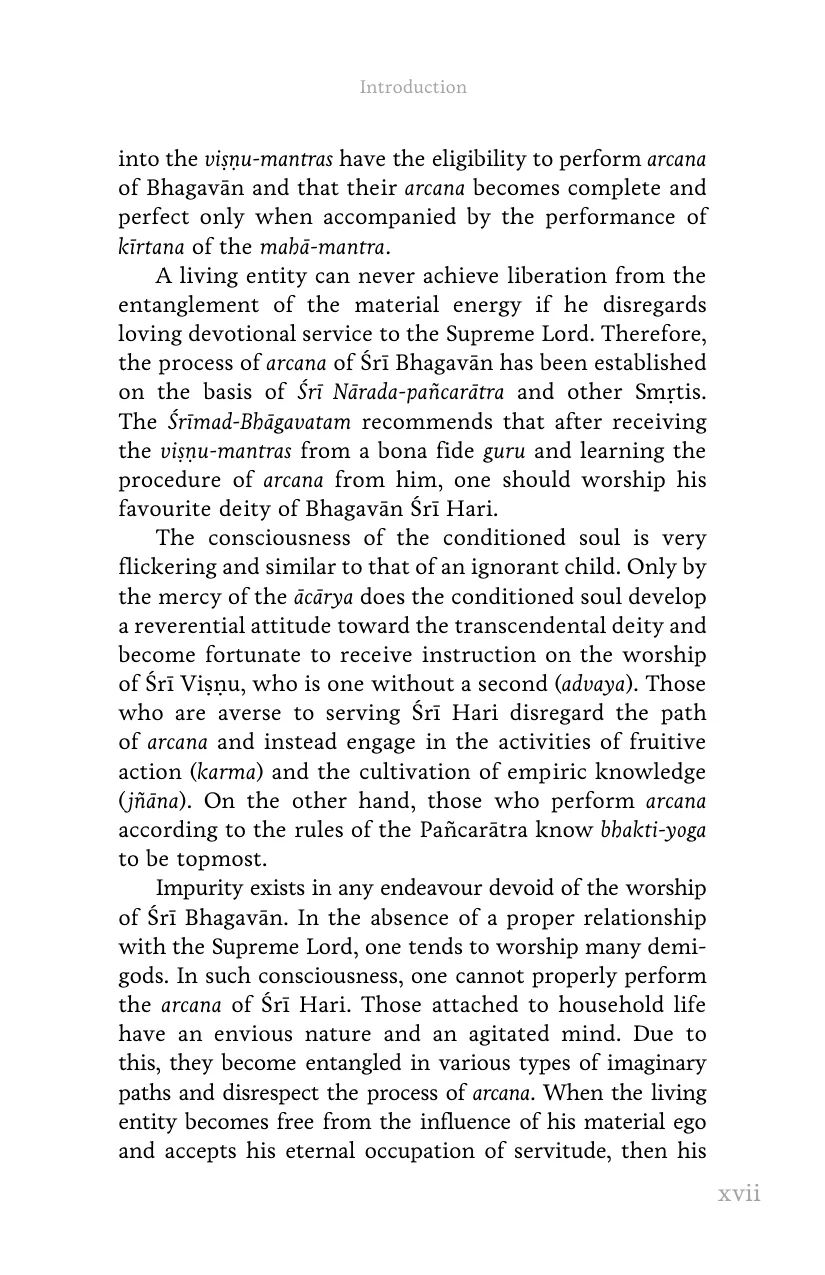 Introduction
into the viṣṇu-mantras have the eligibility to perform arcana
of Bhagavān and that their arcana becomes complete and
perfect only when accompanied by the performance of
kīrtana of the mahā-mantra.
A living entity can never achieve liberation from the
entanglement of the material energy if he disregards
loving devotional service to the Supreme Lord. Therefore,
the process of arcana of Śrī Bhagavān has been established
on the basis of Śrī Nārada-pañcarātra and other Smṛtis.
The Śrīmad-Bhāgavatam recommends that after receiving
the viṣṇu-mantras from a bona fide guru and learning the
procedure of arcana from him, one should worship his
favourite deity of Bhagavān Śrī Hari.
The consciousness of the conditioned soul is very
flickering and similar to that of an ignorant child. Only by
the mercy of the ācārya does the conditioned soul develop
a reverential attitude toward the transcendental deity and
become fortunate to receive instruction on the worship
of Śrī Viṣṇu, who is one without a second (advaya). Those
who are averse to serving Śrī Hari disregard the path
of arcana and instead engage in the activities of fruitive
action (karma) and the cultivation of empiric knowledge
(jñāna). On the other hand, those who perform arcana
according to the rules of the Pañcarātra know bhakti-yoga
to be topmost.
Impurity exists in any endeavour devoid of the worship
of Śrī Bhagavān. In the absence of a proper relationship
with the Supreme Lord, one tends to worship many demi-
gods. In such consciousness, one cannot properly perform
the arcana of Śrī Hari. Those attached to household life
have an envious nature and an agitated mind. Due to
this, they become entangled in various types of imaginary
paths and disrespect the process of arcana. When the living
entity becomes free from the influence of his material ego
and accepts his eternal occupation of servitude, then his
xvii